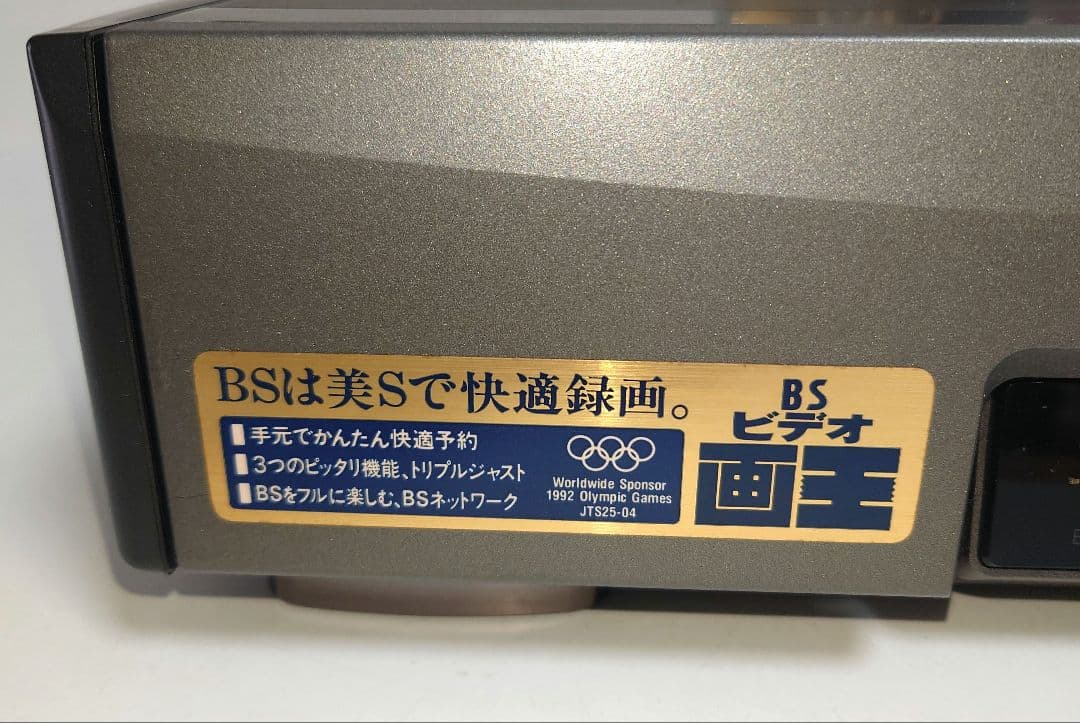 BSは美Sで快適録画。
手元でかんたん快適予約
3つのピッタリ機能、トリプルジャスト
BSをフルに楽しむ、BSネットワーク
Worldwide Sponsor
1992 Olympic Games
JTS25-04
BS
ビデオ
画王